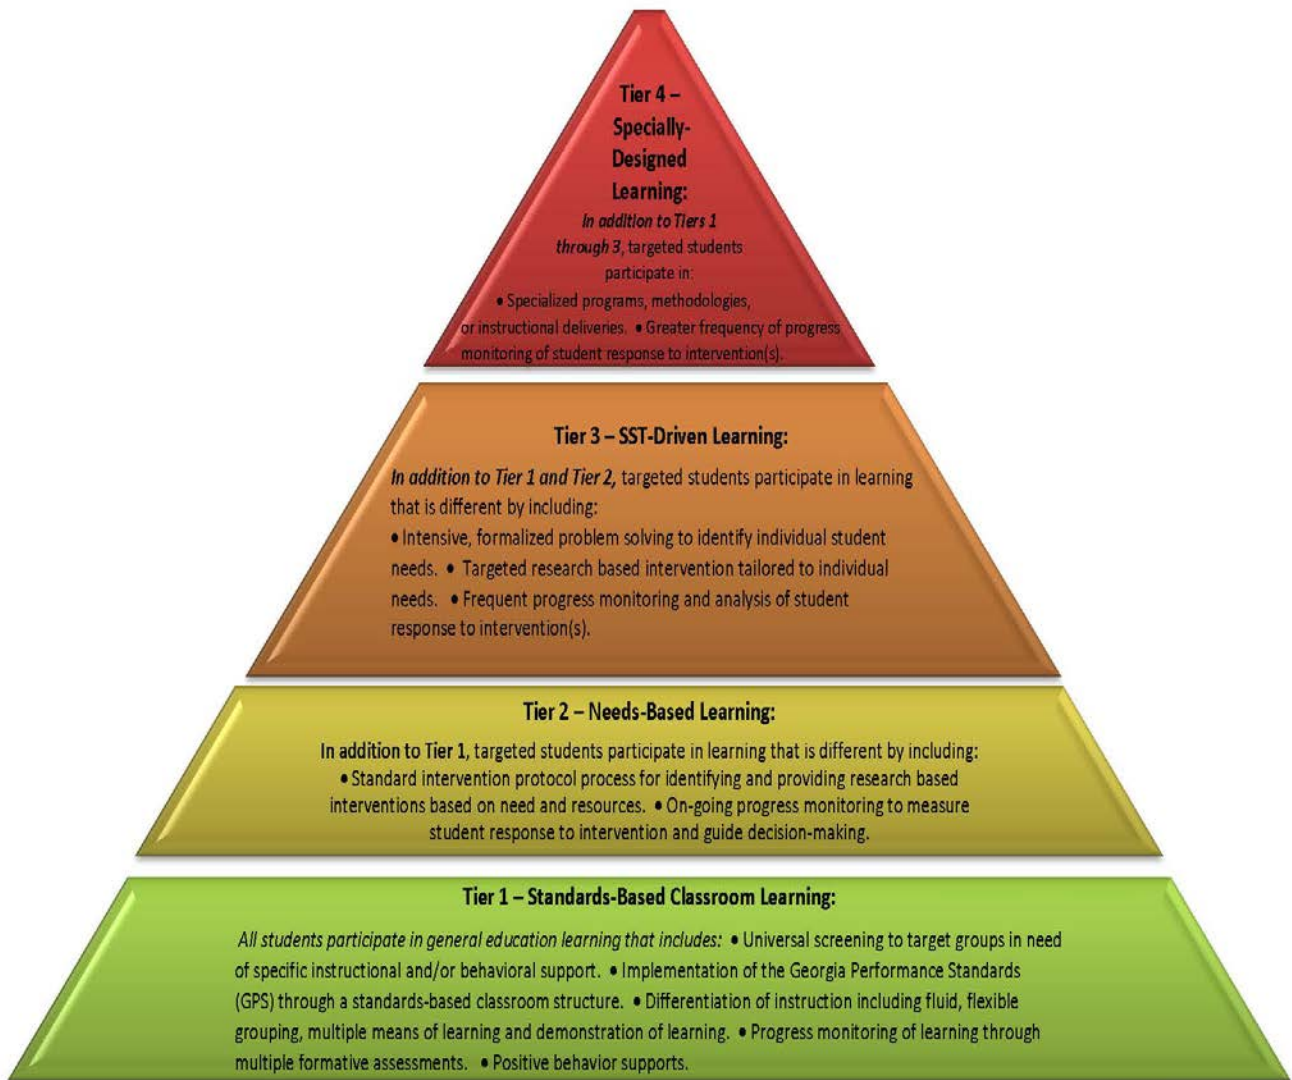 Tier 4 –
Specially-
Designed
Learning:
In addition to Tiers 1
through 3, targeted students
participate in:
• Specialized programs, methodologies,
or instructional deliveries. • Greater frequency of progress
monitoring of student response to intervention(s).
Tier 3 – SST-Driven Learning:
In addition to Tier 1 and Tier 2, targeted students participate in learning
that is different by including:
• Intensive, formalized problem solving to identify individual student
needs. • Targeted research based intervention tailored to individual
needs. • Frequent progress monitoring and analysis of student
response to intervention(s).
Tier 2 – Needs-Based Learning:
In addition to Tier 1, targeted students participate in learning that is different by including:
• Standard intervention protocol process for identifying and providing research based
interventions based on need and resources. • On-going progress monitoring to measure
student response to intervention and guide decision-making.
Tier 1 – Standards-Based Classroom Learning:
All students participate in general education learning that includes: • Universal screening to target groups in need
of specific instructional and/or behavioral support. • Implementation of the Georgia Performance Standards
(GPS) through a standards-based classroom structure. • Differentiation of instruction including fluid, flexible
grouping, multiple means of learning and demonstration of learning. • Progress monitoring of learning through
multiple formative assessments. • Positive behavior supports.